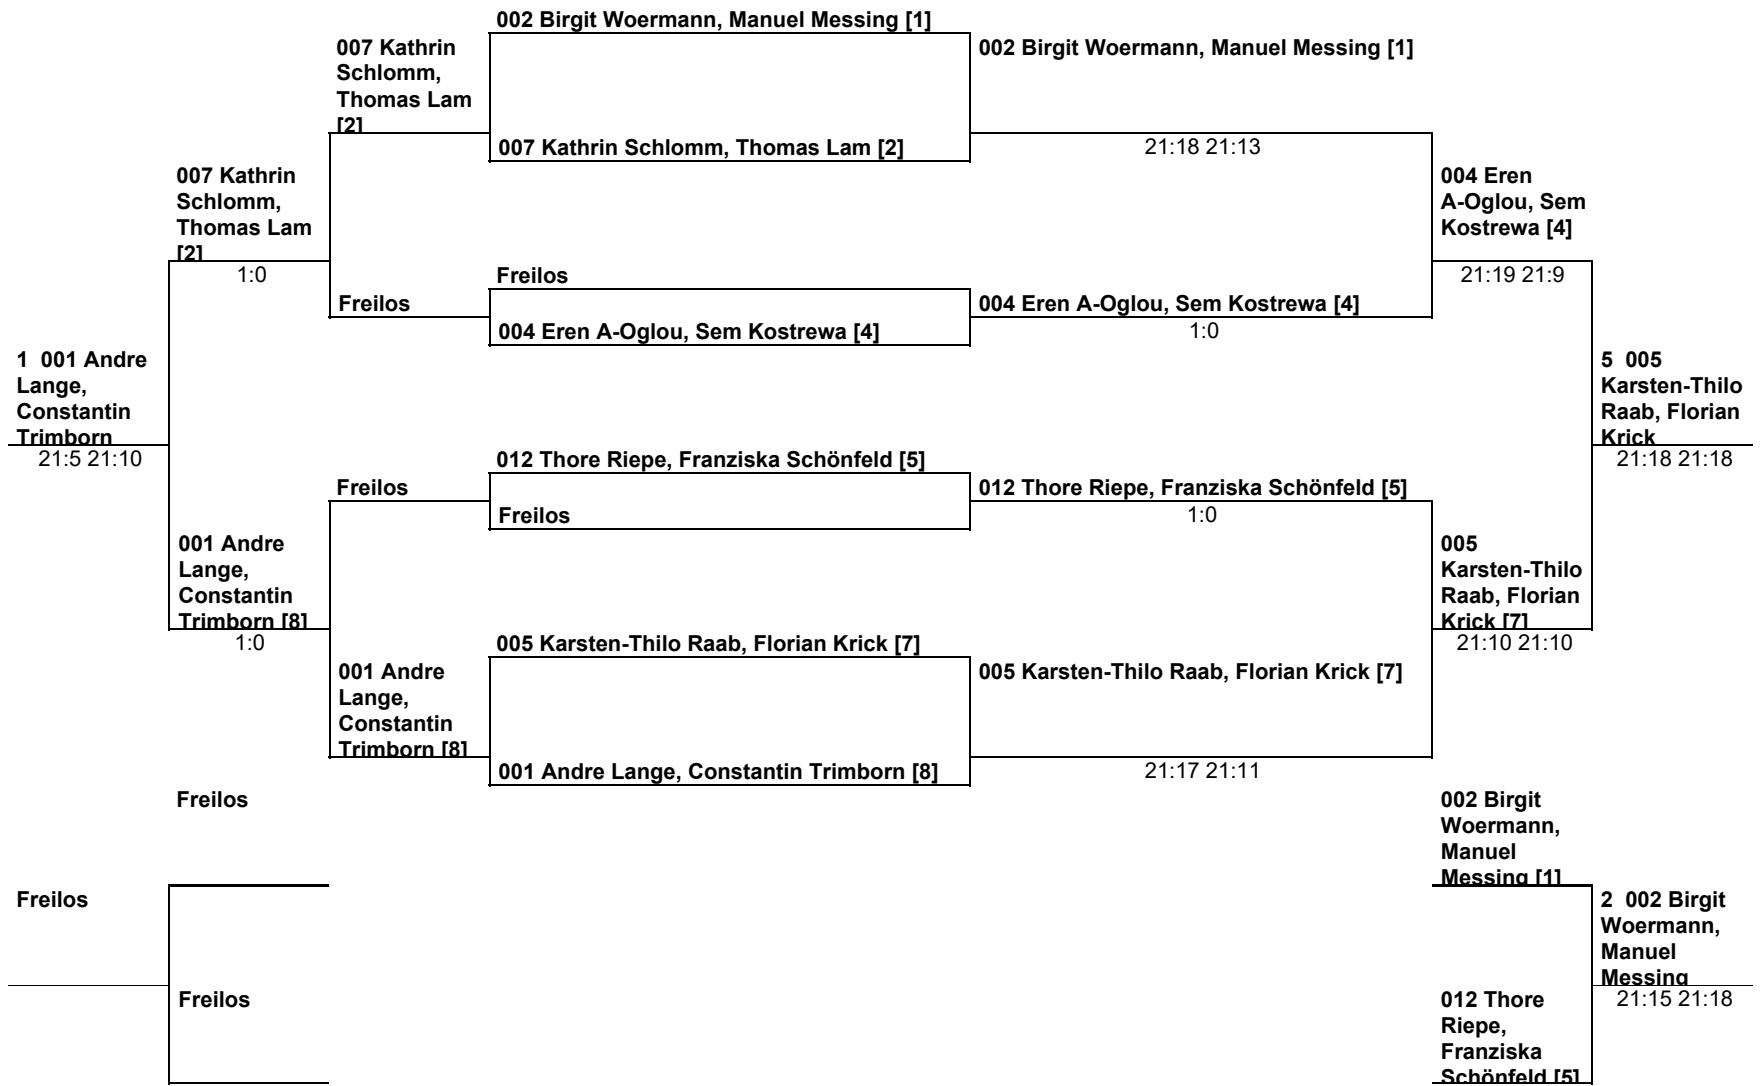 002 Birgit Woermann, Manuel Messing [1]
007 Kathrin
Schlomm,
Thomas Lam
[2]
002 Birgit Woermann, Manuel Messing [1]
007 Kathrin Schlomm, Thomas Lam [2]
21:18 21:13
007 Kathrin
Schlomm,
Thomas Lam
[2]
1:0
004 Eren
A-Oglou, Sem
Kostrewa [4]
21:19 21:9
Freilos
Freilos
004 Eren A-Oglou, Sem Kostrewa [4]
1:0
004 Eren A-Oglou, Sem Kostrewa [4]
1 001 Andre
Lange,
Constantin
Trimborn
21:5 21:10
5 005
Karsten-Thilo
Raab, Florian
Krick
21:18 21:18
012 Thore Riepe, Franziska Schönfeld [5]
Freilos
012 Thore Riepe, Franziska Schönfeld [5]
1:0
Freilos
001 Andre
Lange,
Constantin
Trimborn [8]
1:0
005
Karsten-Thilo
Raab, Florian
Krick [7]
21:10 21:10
005 Karsten-Thilo Raab, Florian Krick [7]
001 Andre
Lange,
Constantin
Trimborn [8]
005 Karsten-Thilo Raab, Florian Krick [7]
001 Andre Lange, Constantin Trimborn [8]
21:17 21:11
Freilos
002 Birgit
Woermann,
Manuel
Messing [1]
Freilos
2 002 Birgit
Woermann,
Manuel
Messing
21:15 21:18
Freilos
012 Thore
Riepe,
Franziska
Schönfeld [5]